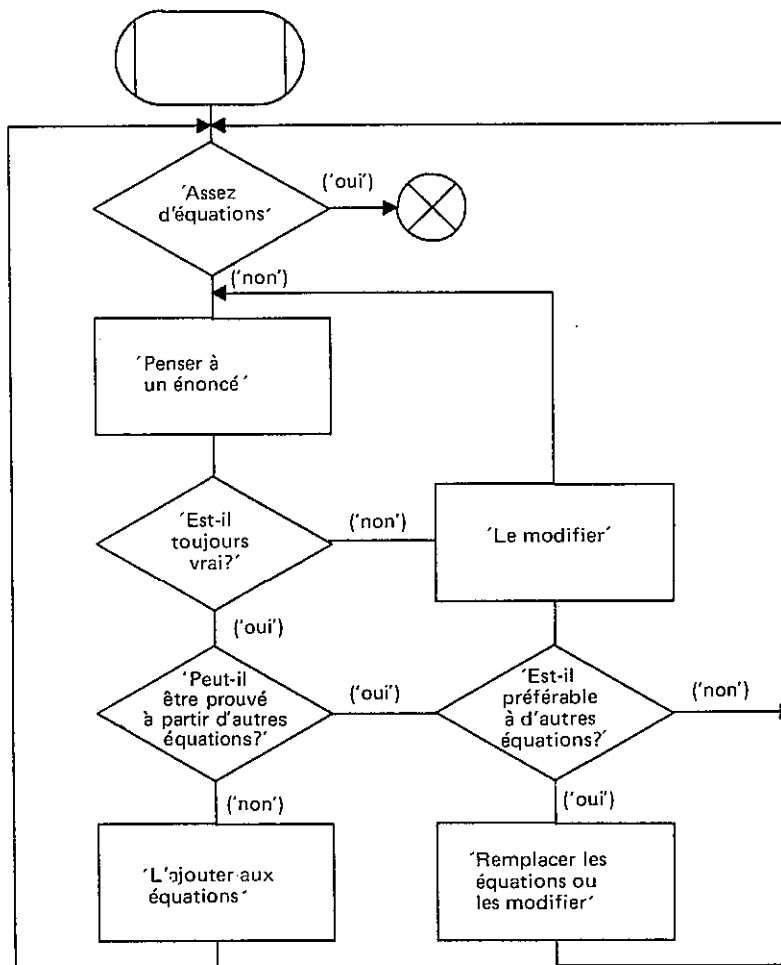 ´Assez
d'équations´
('oui')
('non')
´Penser à
un énoncé´
´Est-il
toujours
vrai?'
('non')
´Le modifier´
('oui')
'Peut-il
être prouvé
à partir d'autres
équations?'
('oui')
'Est-il
préférable
à d'autres
équations?'
('non')
('non')
('oui')
´L'ajouter aux
équations´
´Remplacer les
équations ou
les modifier´